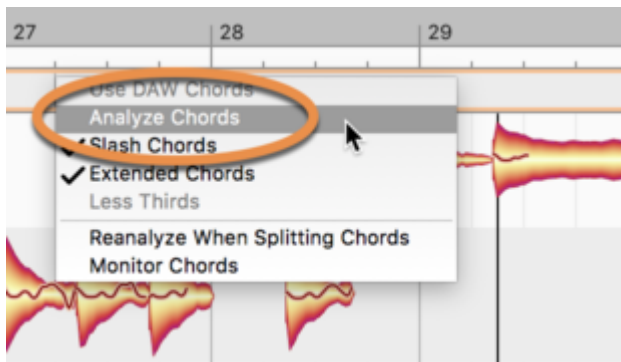 27 28 29
Use DAW Chords
Analyze Chords
Slash Chords
Extended Chords
Less Thirds
Reanalyze When Splitting Chords
Monitor Chords